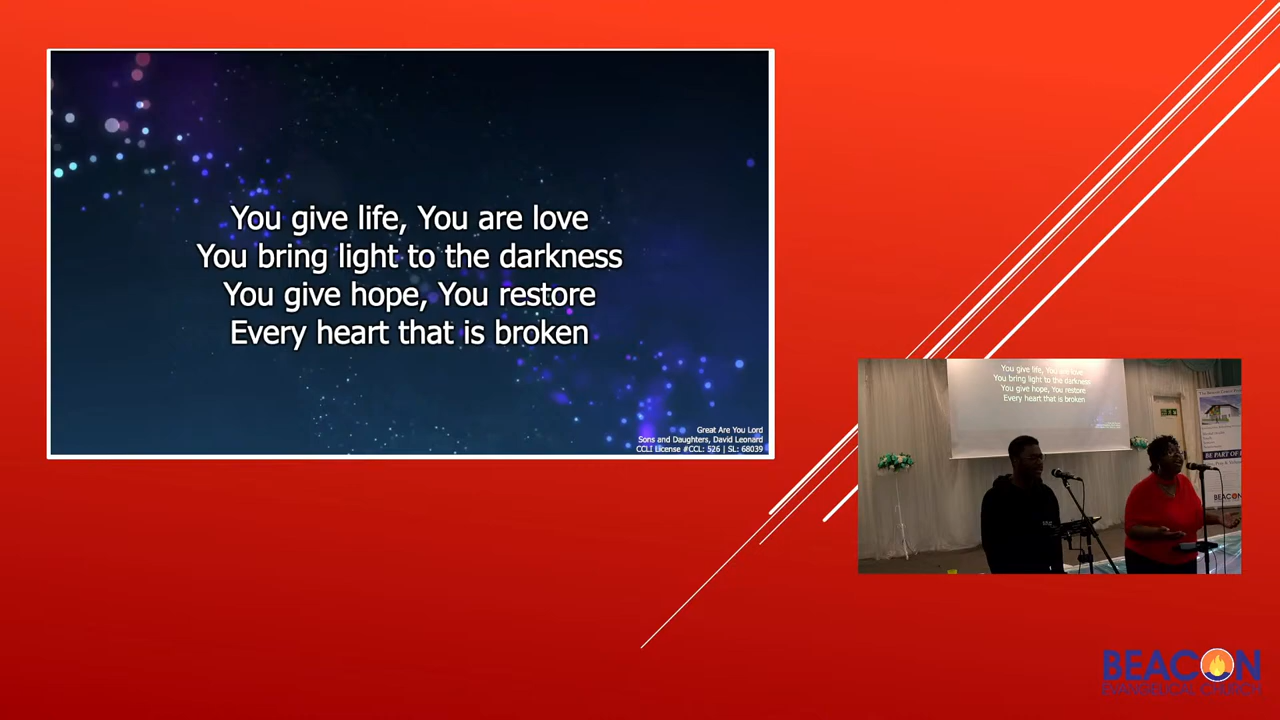 You give life, You are love
You bring light to the darkness
You give hope, You restore
Every heart that is broken
Great Are You Lord
Sons and Daughters, David Leonard
CCLI License #CCL: 526 | SL: 68039
You give life, You are love
You bring light to the darkness
You give hope, You restore
Every heart that is broken
BE PART OF
BEACON
BEACON
EVANGELICAL CHURCH